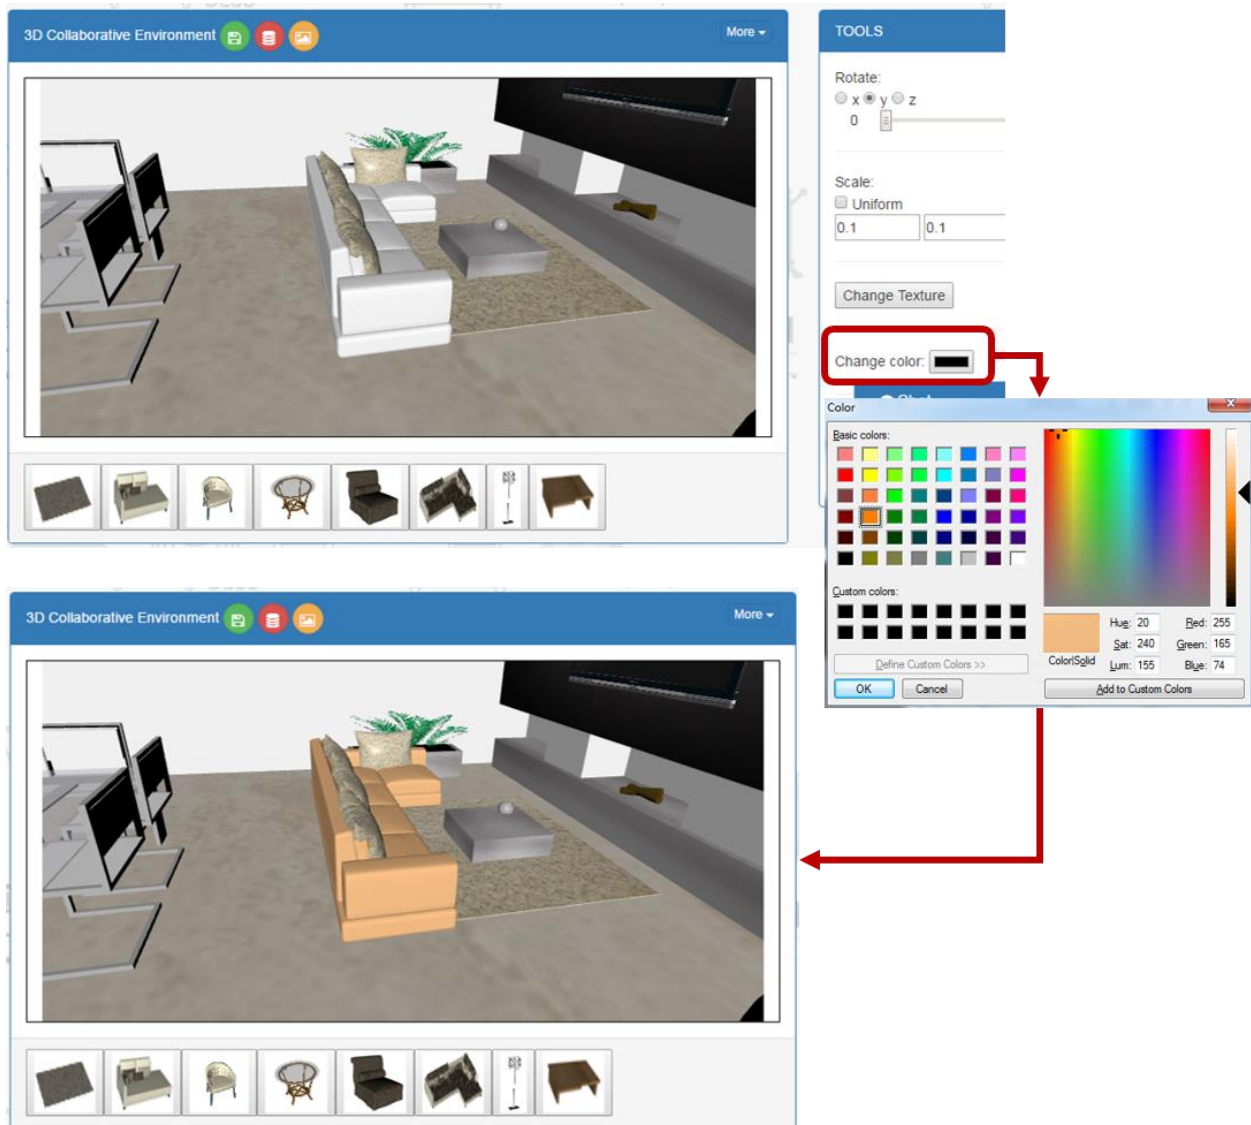 3D Collaborative Environment
More
TOOLS
Rotate:
x y z
0
Scale:
Uniform
0.1 0.1
Change Texture
Change color:
Color
x
Basic colors:
Custom colors:
Define Custom Colors >>
OK Cancel
Color|Solid
Hue: 20 Red: 255
Sat: 240 Green: 165
Lum: 155 Blue: 74
Add to Custom Colors
3D Collaborative Environment
More